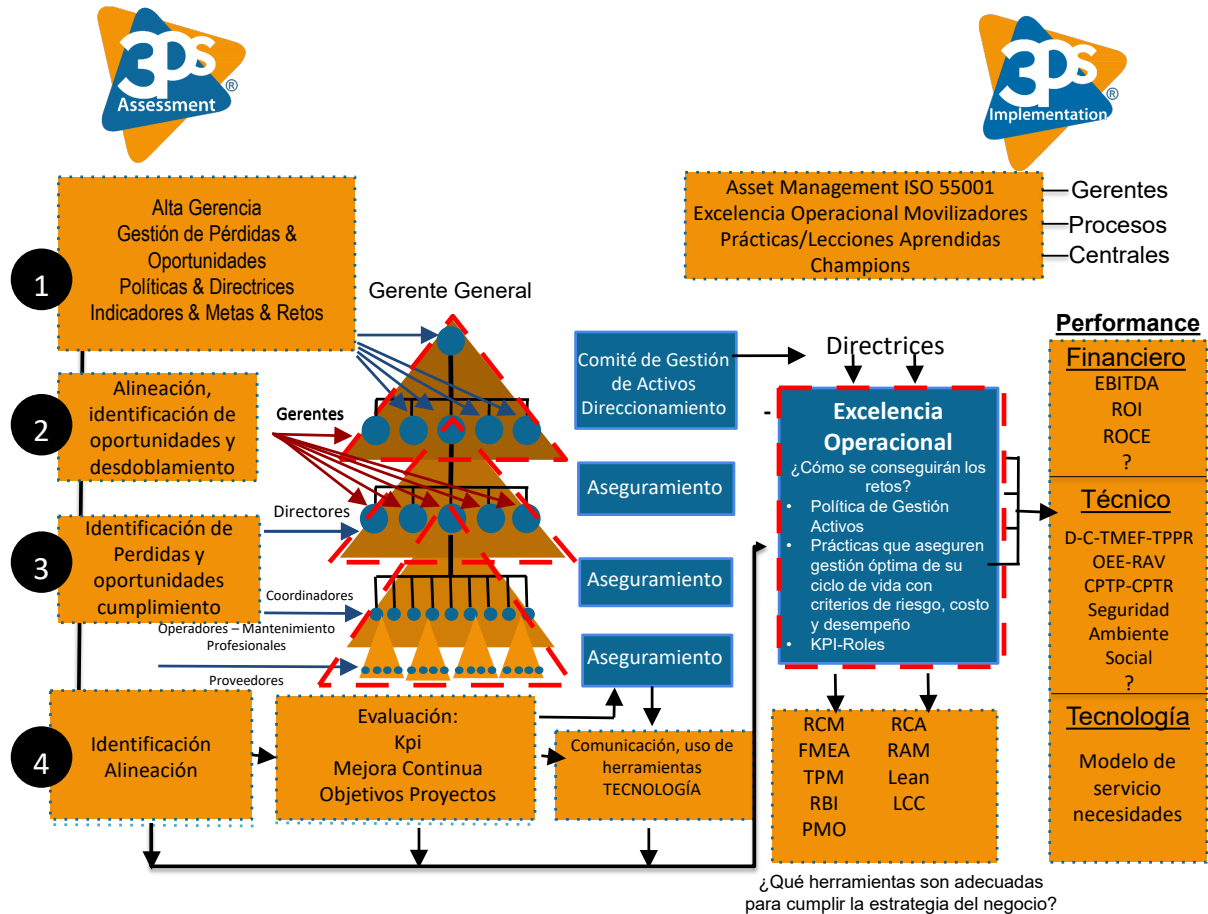 3Ps
®
Assessment
3Ps
®
Implementation
Asset Management ISO 55001
Excelencia Operacional Movilizadores
Prácticas/Lecciones Aprendidas
Champions
Gerentes
Procesos
Centrales
1
Alta Gerencia
Gestión de Pérdidas &
Oportunidades
Políticas & Directrices
Indicadores & Metas & Retos
2
Alineación,
identificación de
oportunidades y
desdoblamiento
3
Identificación de
Perdidas y
oportunidades
cumplimiento
4
Identificación
Alineación
Gerente General
Gerentes
Directores
Coordinadores
Operadores – Mantenimiento
Profesionales
Proveedores
Evaluación:
Kpi
Mejora Continua
Objetivos Proyectos
Comité de Gestión
de Activos
Direccionamiento
Aseguramiento
Aseguramiento
Aseguramiento
Comunicación, uso de
herramientas
TECNOLOGÍA
Directrices
-
Excelencia
Operacional
¿Cómo se conseguirán los
retos?
• Política de Gestión
Activos
• Prácticas que aseguren
gestión óptima de su
ciclo de vida con
criterios de riesgo, costo
y desempeño
• KPI-Roles
RCM
FMEA
TPM
RBI
PMO
RCA
RAM
Lean
LCC
¿Qué herramientas son adecuadas
para cumplir la estrategia del negocio?
Performance
Financiero
EBITDA
ROI
ROCE
?
Técnico
D-C-TMEF-TPPR
OEE-RAV
CPTP-CPTR
Seguridad
Ambiente
Social
?
Tecnología
Modelo de
servicio
necesidades